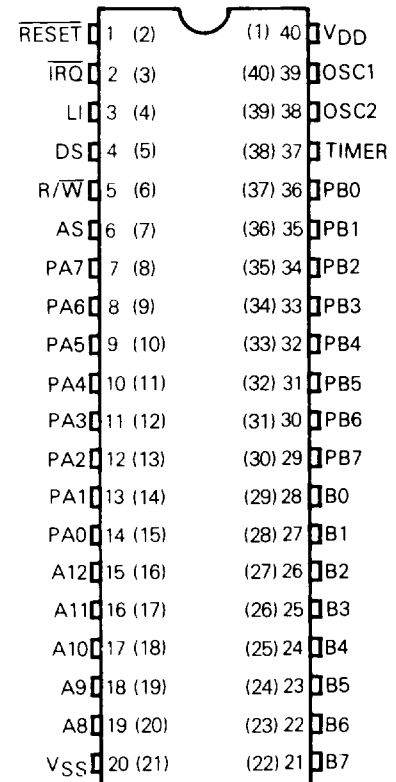 RESET 1 (2) (1) 40 VDD
IRQ 2 (3) (40) 39 OSC1
LI 3 (4) (39) 38 OSC2
DS 4 (5) (38) 37 TIMER
R/W 5 (6) (37) 36 PB0
AS 6 (7) (36) 35 PB1
PA7 7 (8) (35) 34 PB2
PA6 8 (9) (34) 33 PB3
PA5 9 (10) (33) 32 PB4
PA4 10 (11) (32) 31 PB5
PA3 11 (12) (31) 30 PB6
PA2 12 (13) (30) 29 PB7
PA1 13 (14) (29) 28 B0
PA0 14 (15) (28) 27 B1
A12 15 (16) (27) 26 B2
A11 16 (17) (26) 25 B3
A10 17 (18) (25) 24 B4
A9 18 (19) (24) 23 B5
A8 19 (20) (23) 22 B6
VSS 20 (21) (22) 21 B7